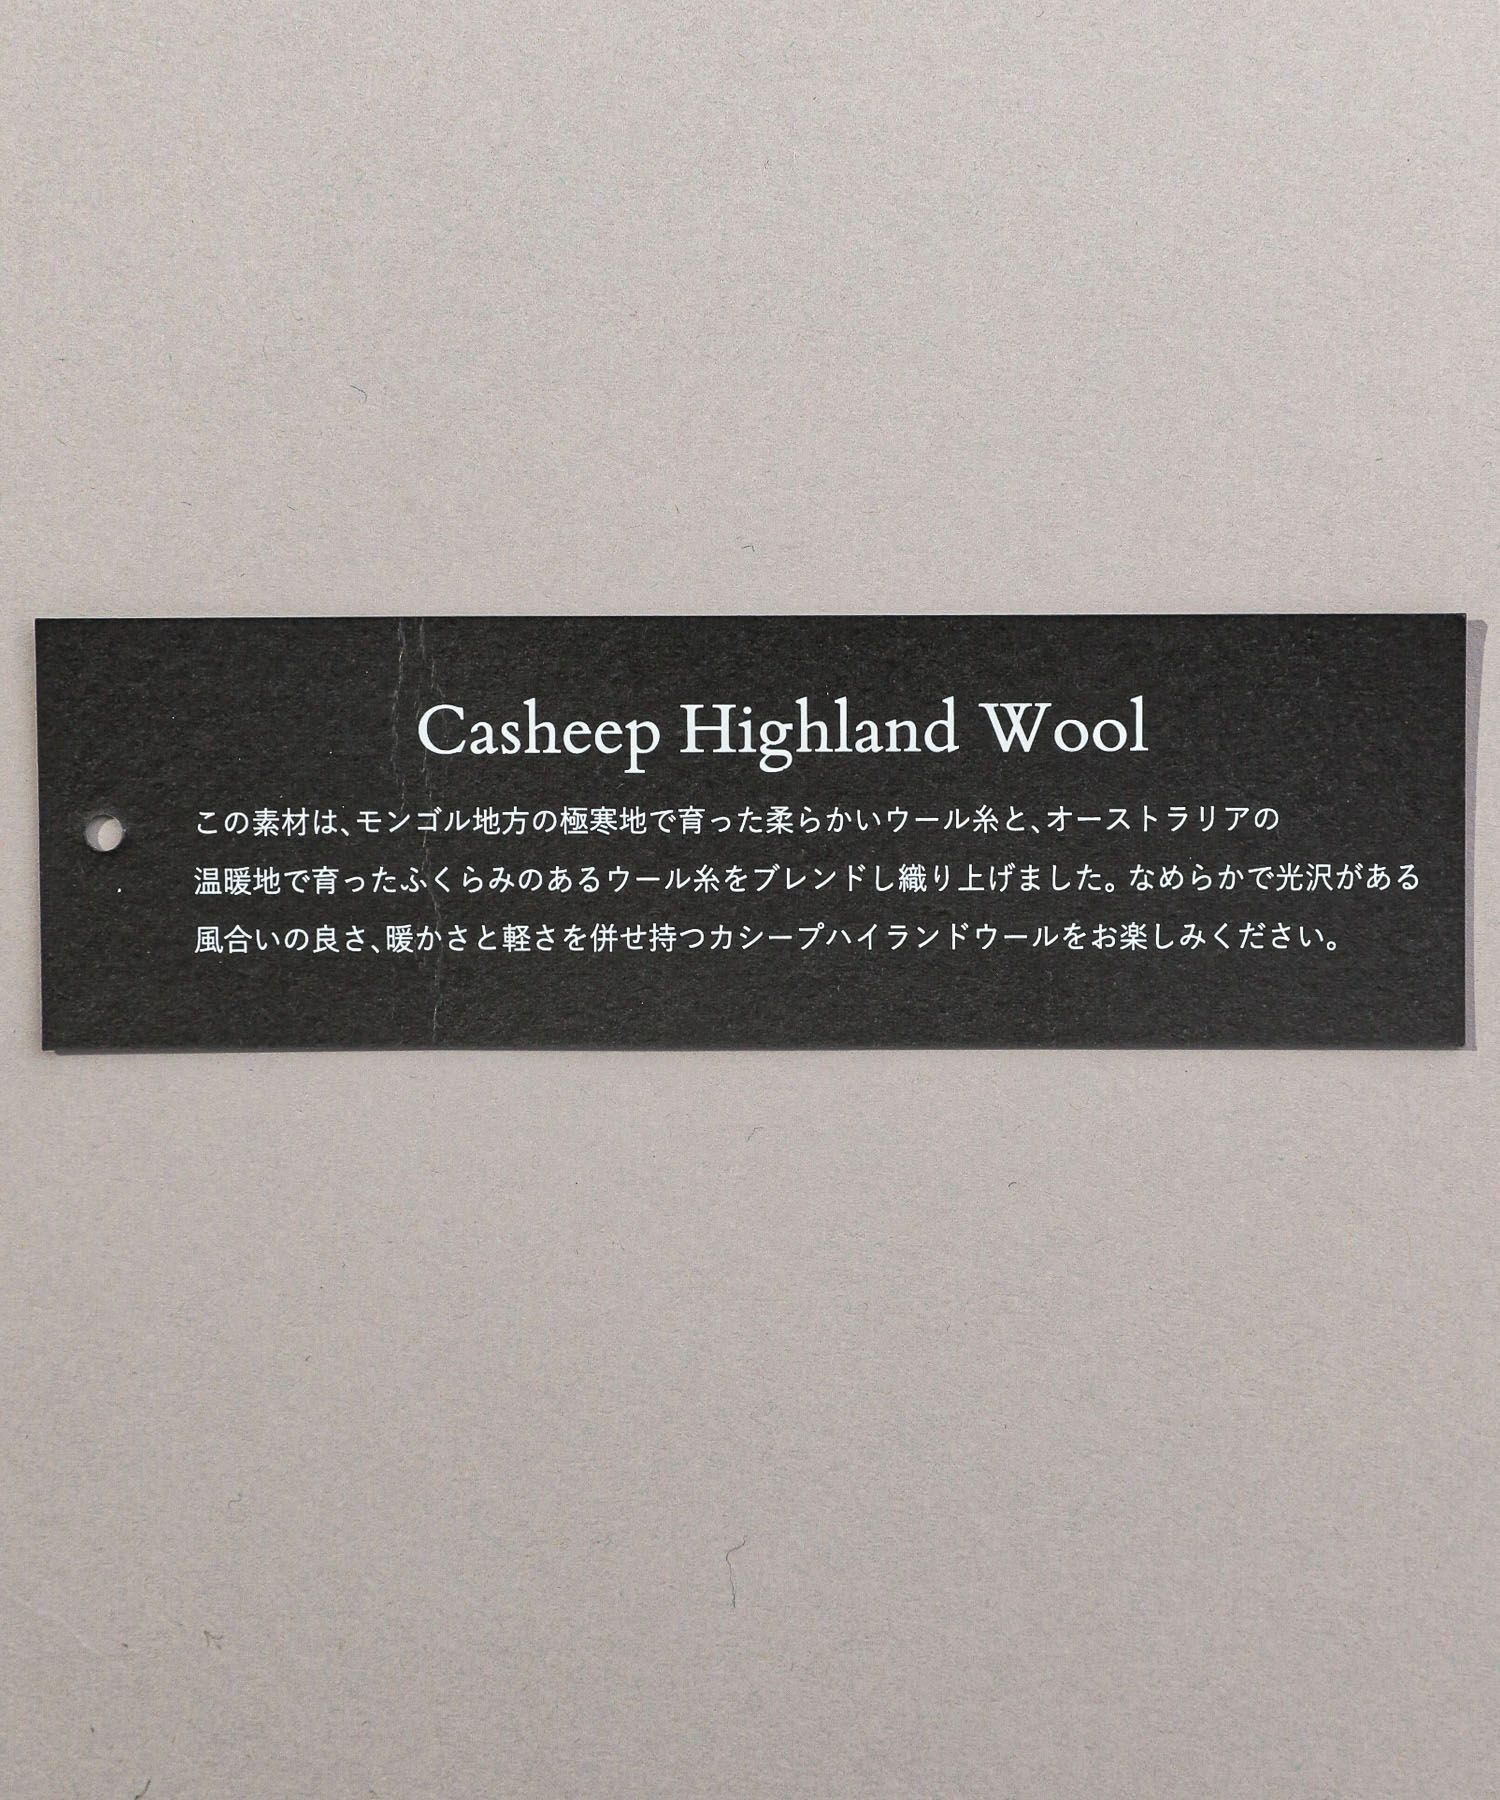 Casheep Highland Wool
この素材は、モンゴル地方の極寒地で育った柔らかいウール糸と、オーストラリアの
温暖地で育ったふくらみのあるウール糸をブレンドし織り上げました。なめらかで光沢がある
風合いの良さ、暖かさと軽さを併せ持つカシープハイランドウールをお楽しみください。